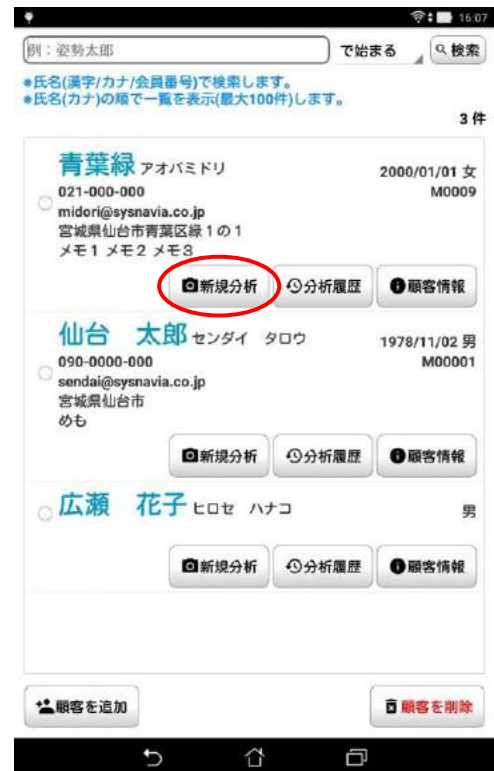 16:07
例：姿勢太郎 で始まる 検索
●氏名(漢字/カナ/会員番号)で検索します。
●氏名(カナ)の順で一覧を表示(最大100件)します。
3 件
青葉緑 アオバミドリ 2000/01/01 女
021-000-000 M0009
midori@sysnavia.co.jp
宮城県仙台市青葉区緑1の1
メモ1 メモ2 メモ3
新規分析 分析履歴 顧客情報
仙台 太郎 センダイ タロウ 1978/11/02 男
090-0000-000 M00001
sendai@sysnavia.co.jp
宮城県仙台市
めも
新規分析 分析履歴 顧客情報
広瀬 花子 ヒロセ ハナコ 男
新規分析 分析履歴 顧客情報
顧客を追加 顧客を削除